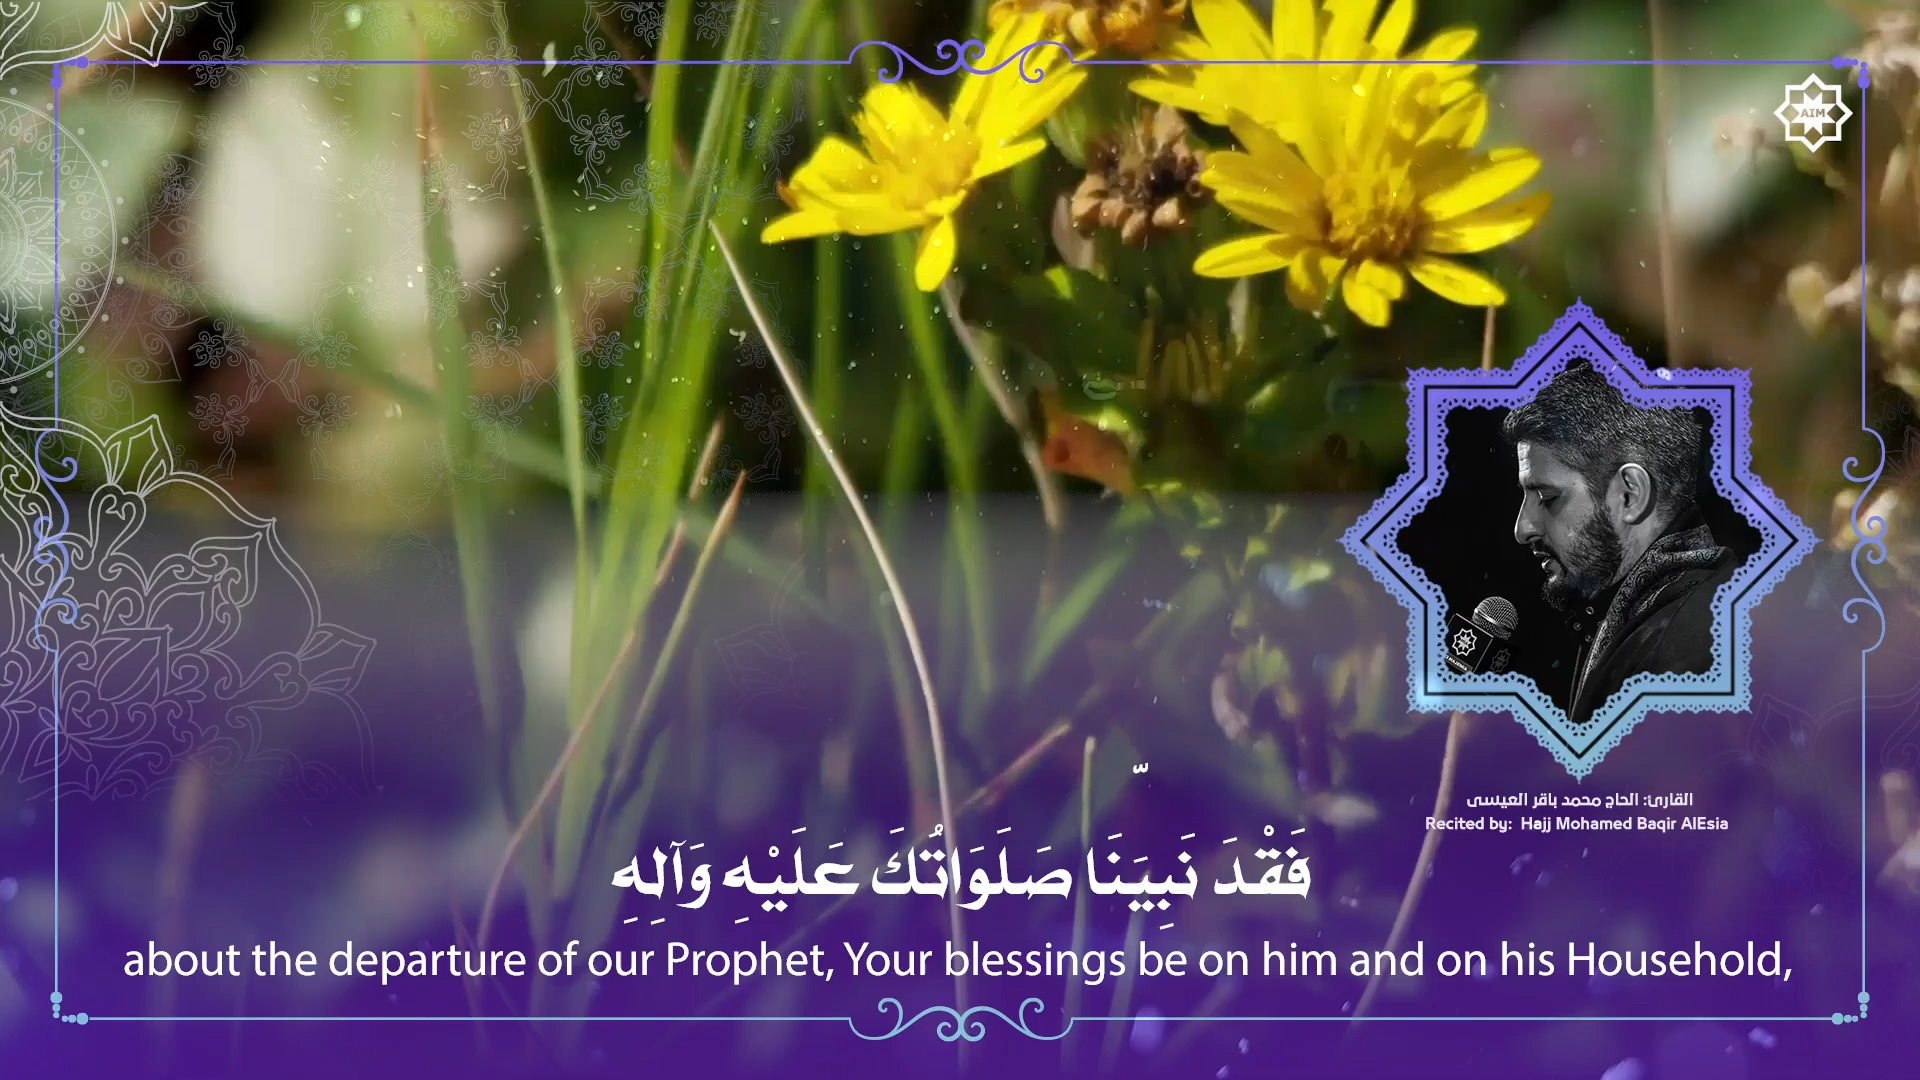 AIM
القارئ: الحاج محمد باقر العيسى
Recited by: Hajj Mohamed Baqir AlEsia
فَقْدَ نَبِيِّنَا صَلَوَاتُكَ عَلَيْهِ وَآلِهِ
about the departure of our Prophet, Your blessings be on him and on his Household,